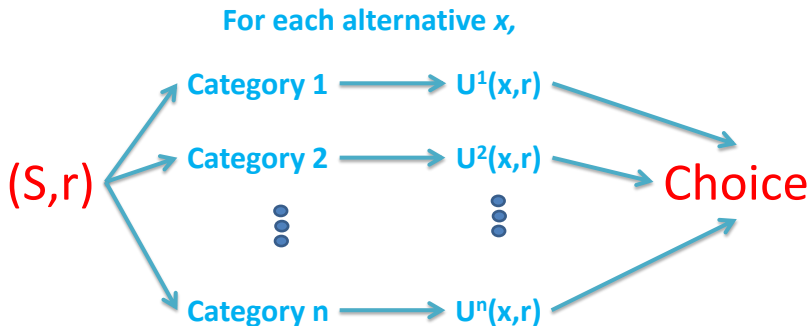 For each alternative x,
Category 1 U¹(x,r)
(S,r) Category 2 U²(x,r) Choice
Category n Uⁿ(x,r)